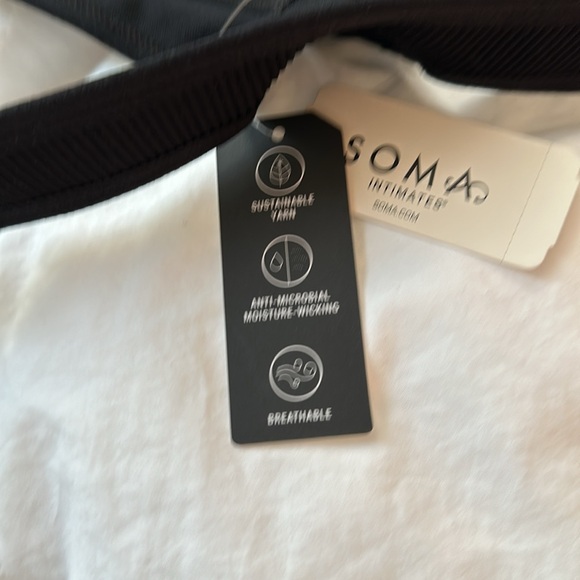 SUSTAINABLE
YARN
ANTI-MICROBIAL
MOISTURE-WICKING
BREATHABLE
SOMA
INTIMATES®
SOMA.COM